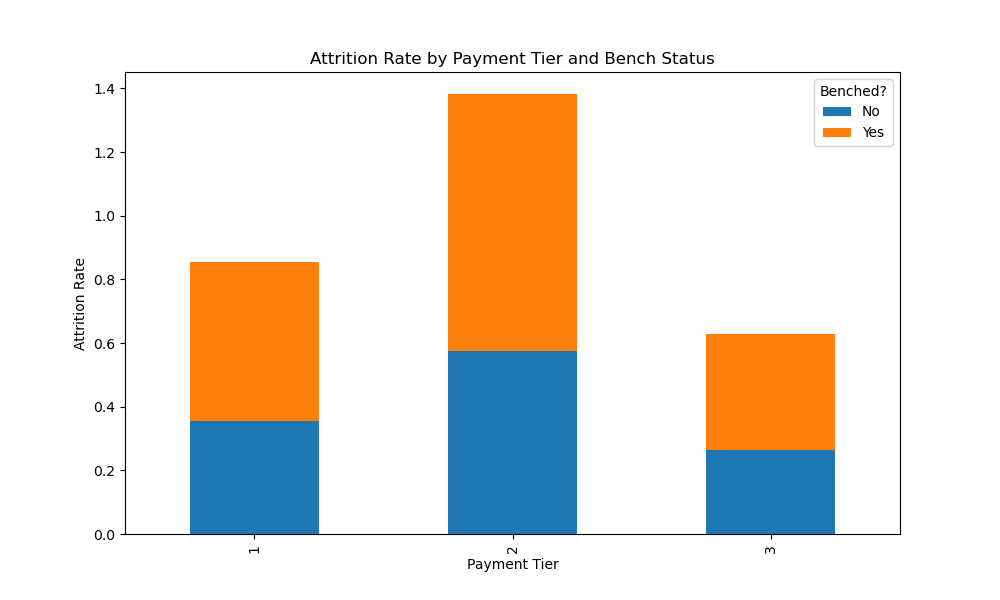 Attrition Rate by Payment Tier and Bench Status
Benched?
No
Yes
Attrition Rate
1.4
1.2
1.0
0.8
0.6
0.4
0.2
0.0
1
2
3
Payment Tier